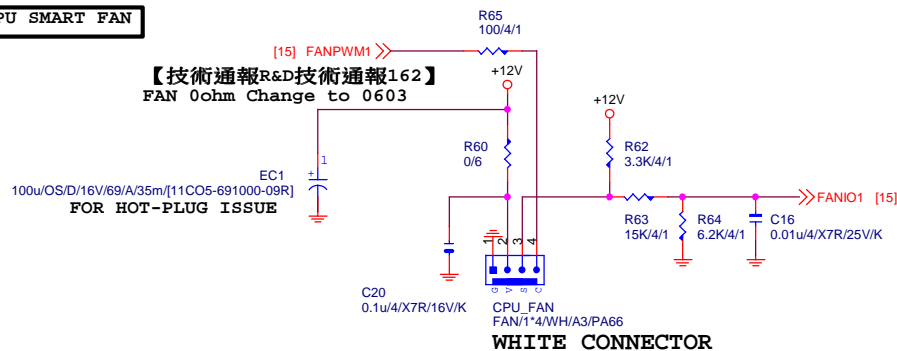 PU SMART FAN
R65
100/4/1
[15] FANPWM1
【技術通報R&D技術通報162】
FAN 0ohm Change to 0603
+12V
+12V
R60
0/6
R62
3.3K/4/1
1
+
EC1
100u/OS/D/16V/69/A/35m/[11CO5-691000-09R]
FOR HOT-PLUG ISSUE
FANIO1 [15]
R63
15K/4/1
R64
6.2K/4/1
C16
0.01u/4/X7R/25V/K
1 2 3 4
G V S C
C20
0.1u/4/X7R/16V/K
CPU_FAN
FAN/1*4/WH/A3/PA66
WHITE CONNECTOR